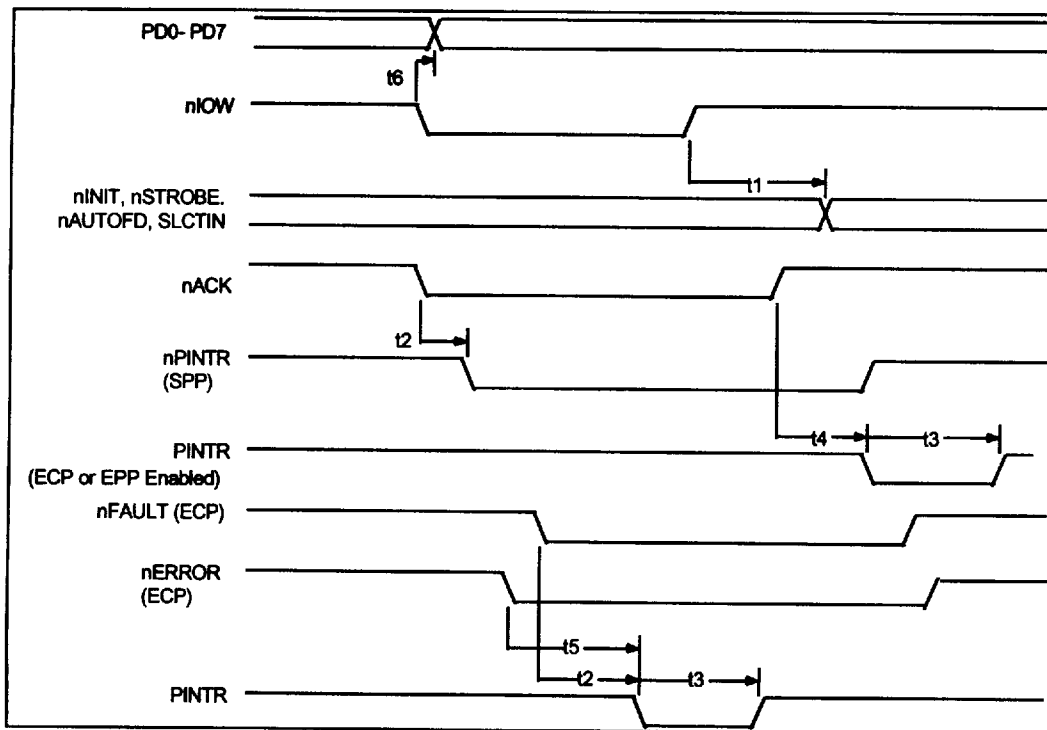 PD0- PD7
t6
nIOW
t1
nINIT, nSTROBE.
nAUTOFD, SLCTIN
nACK
t2
nPINTR
(SPP)
t4
t3
PINTR
(ECP or EPP Enabled)
nFAULT (ECP)
nERROR
(ECP)
t5
t2
t3
PINTR